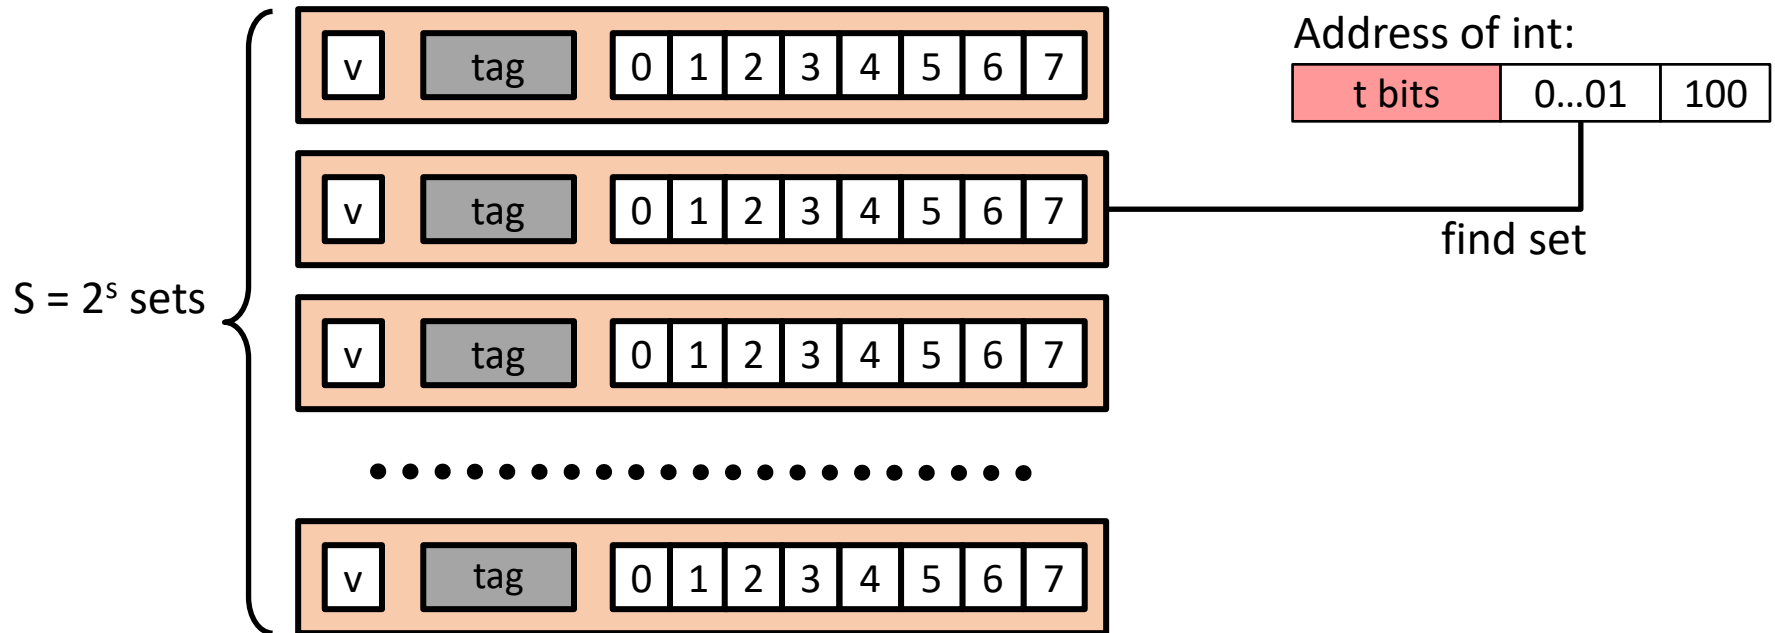 v tag 0 1 2 3 4 5 6 7
Address of int:
t bits 0...01 100
v tag 0 1 2 3 4 5 6 7
find set
S = 2ˢ sets
v tag 0 1 2 3 4 5 6 7
v tag 0 1 2 3 4 5 6 7